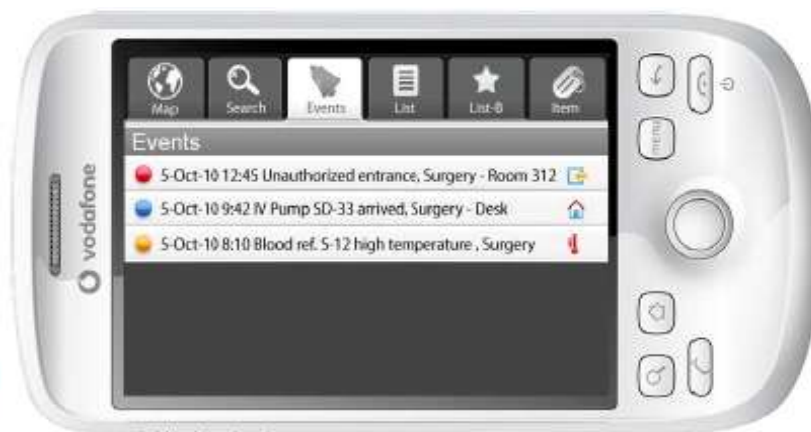 Map Search Events List List-B Item
Events
5-Oct-10 12:45 Unauthorized entrance, Surgery - Room 312
5-Oct-10 9:42 IV Pump SD-33 arrived, Surgery - Desk
5-Oct-10 8:10 Blood ref. S-12 high temperature , Surgery
vodafone
menu